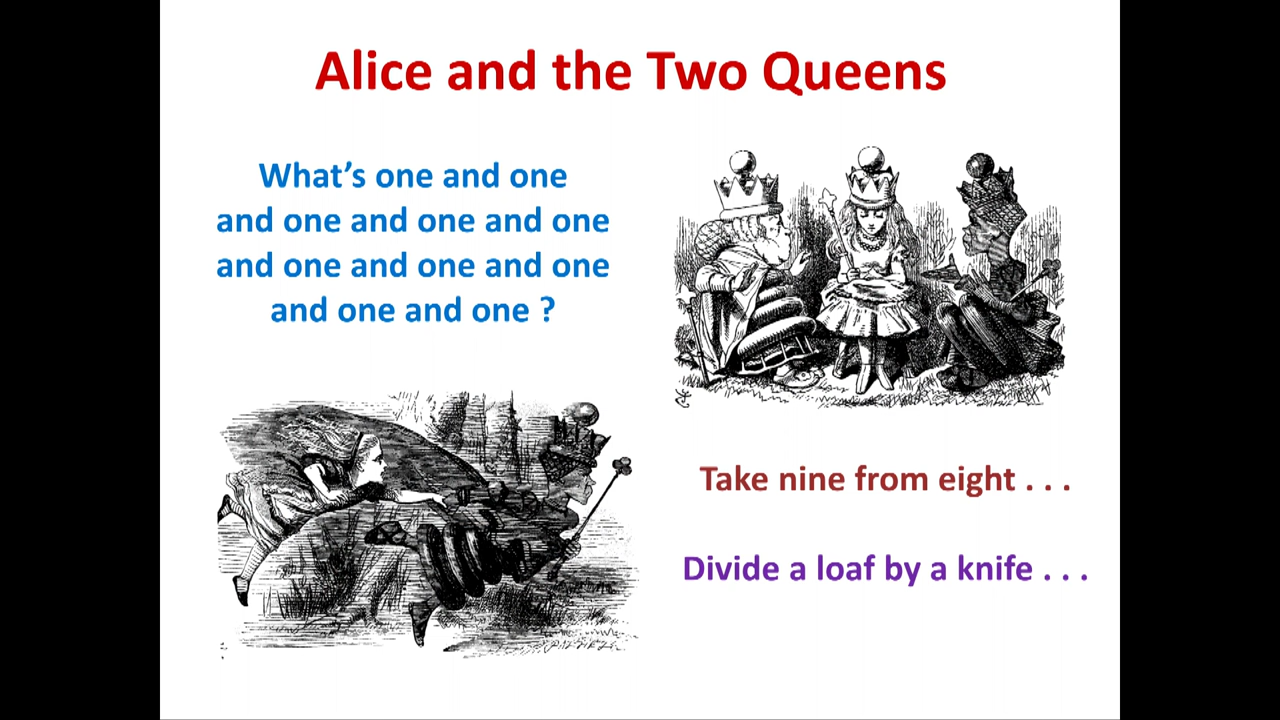 Alice and the Two Queens
What’s one and one
and one and one and one
and one and one and one
and one and one ?
Take nine from eight . . .
Divide a loaf by a knife . . .